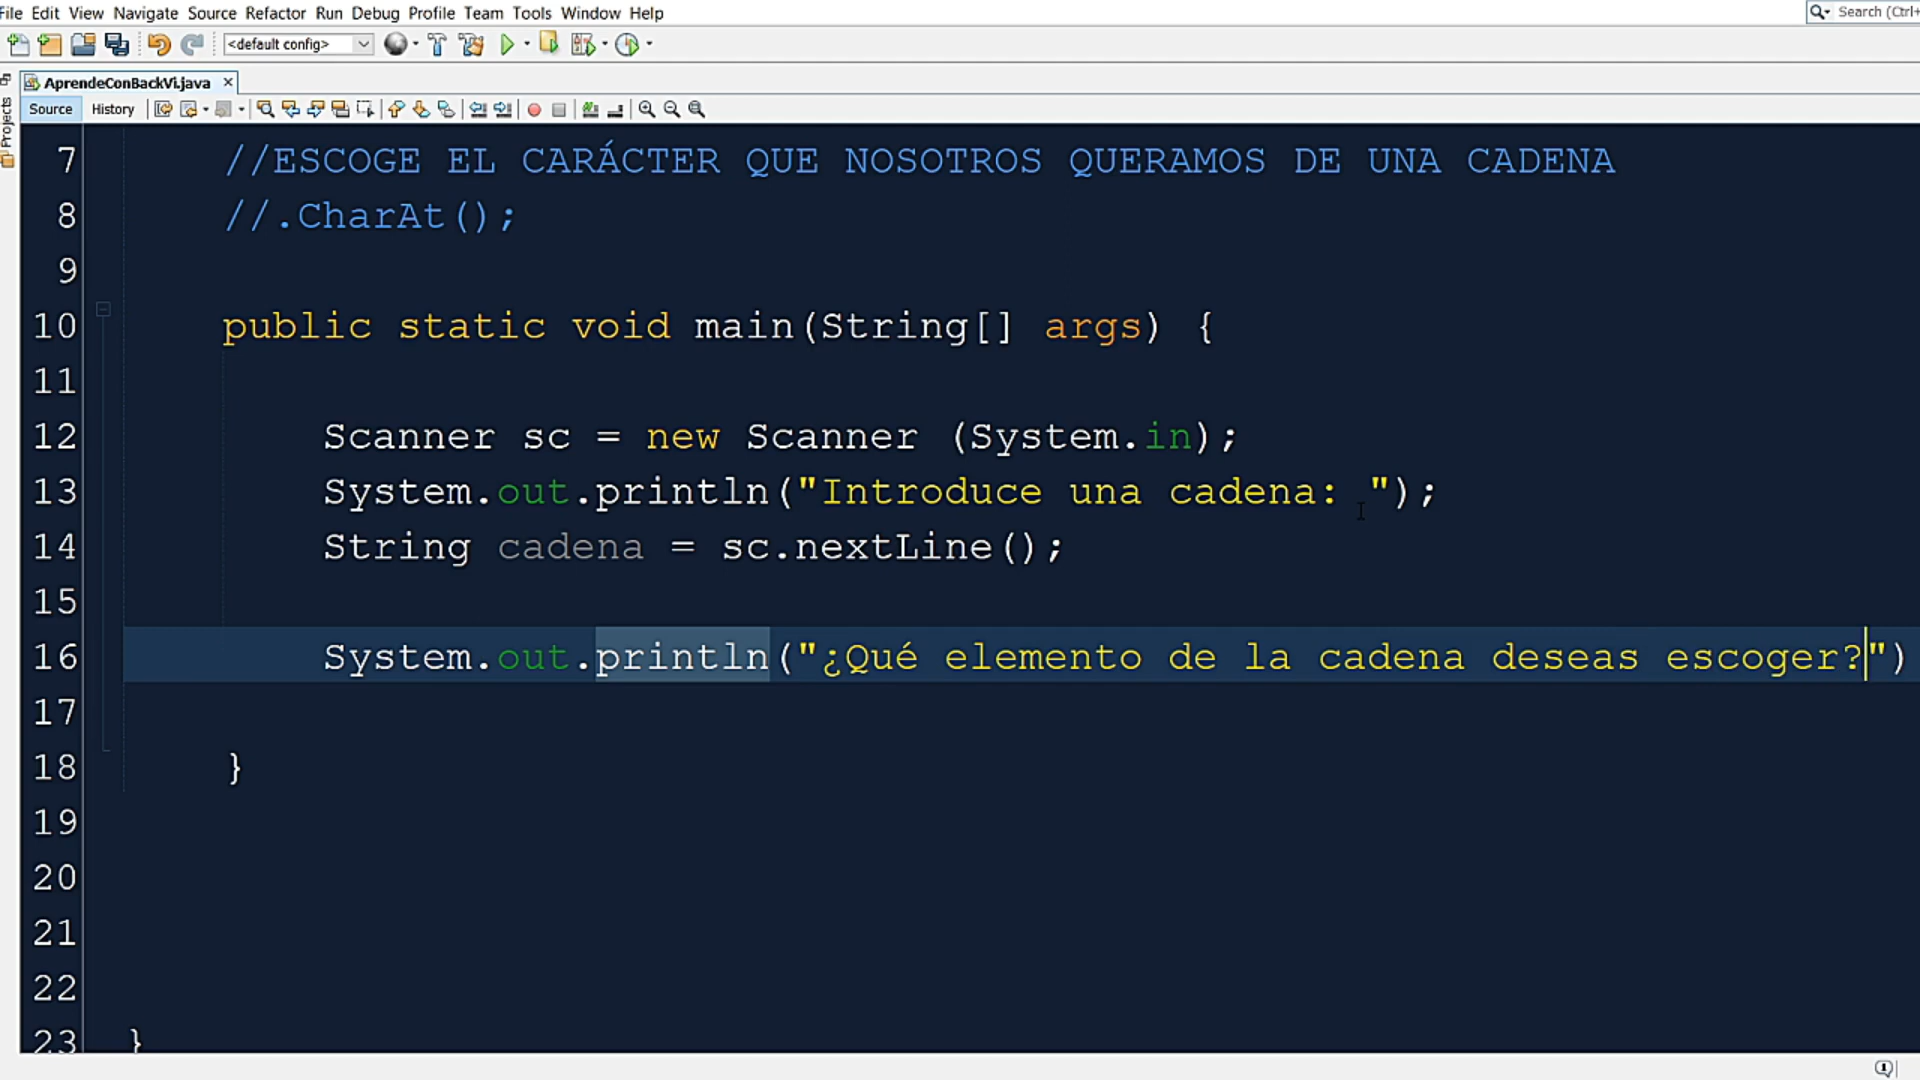 File Edit View Navigate Source Refactor Run Debug Profile Team Tools Window Help
Search (Ctrl+
<default config>
AprendeConBackVi.java
Projects
Source History
7 //ESCOGE EL CARÁCTER QUE NOSOTROS QUERAMOS DE UNA CADENA
8 //.CharAt();
9
10 public static void main(String[] args) {
11
12 Scanner sc = new Scanner (System.in);
13 System.out.println("Introduce una cadena: ");
14 String cadena = sc.nextLine();
15
16 System.out.println("¿Qué elemento de la cadena deseas escoger?")
17
18 }
19
20
21
22
23 }